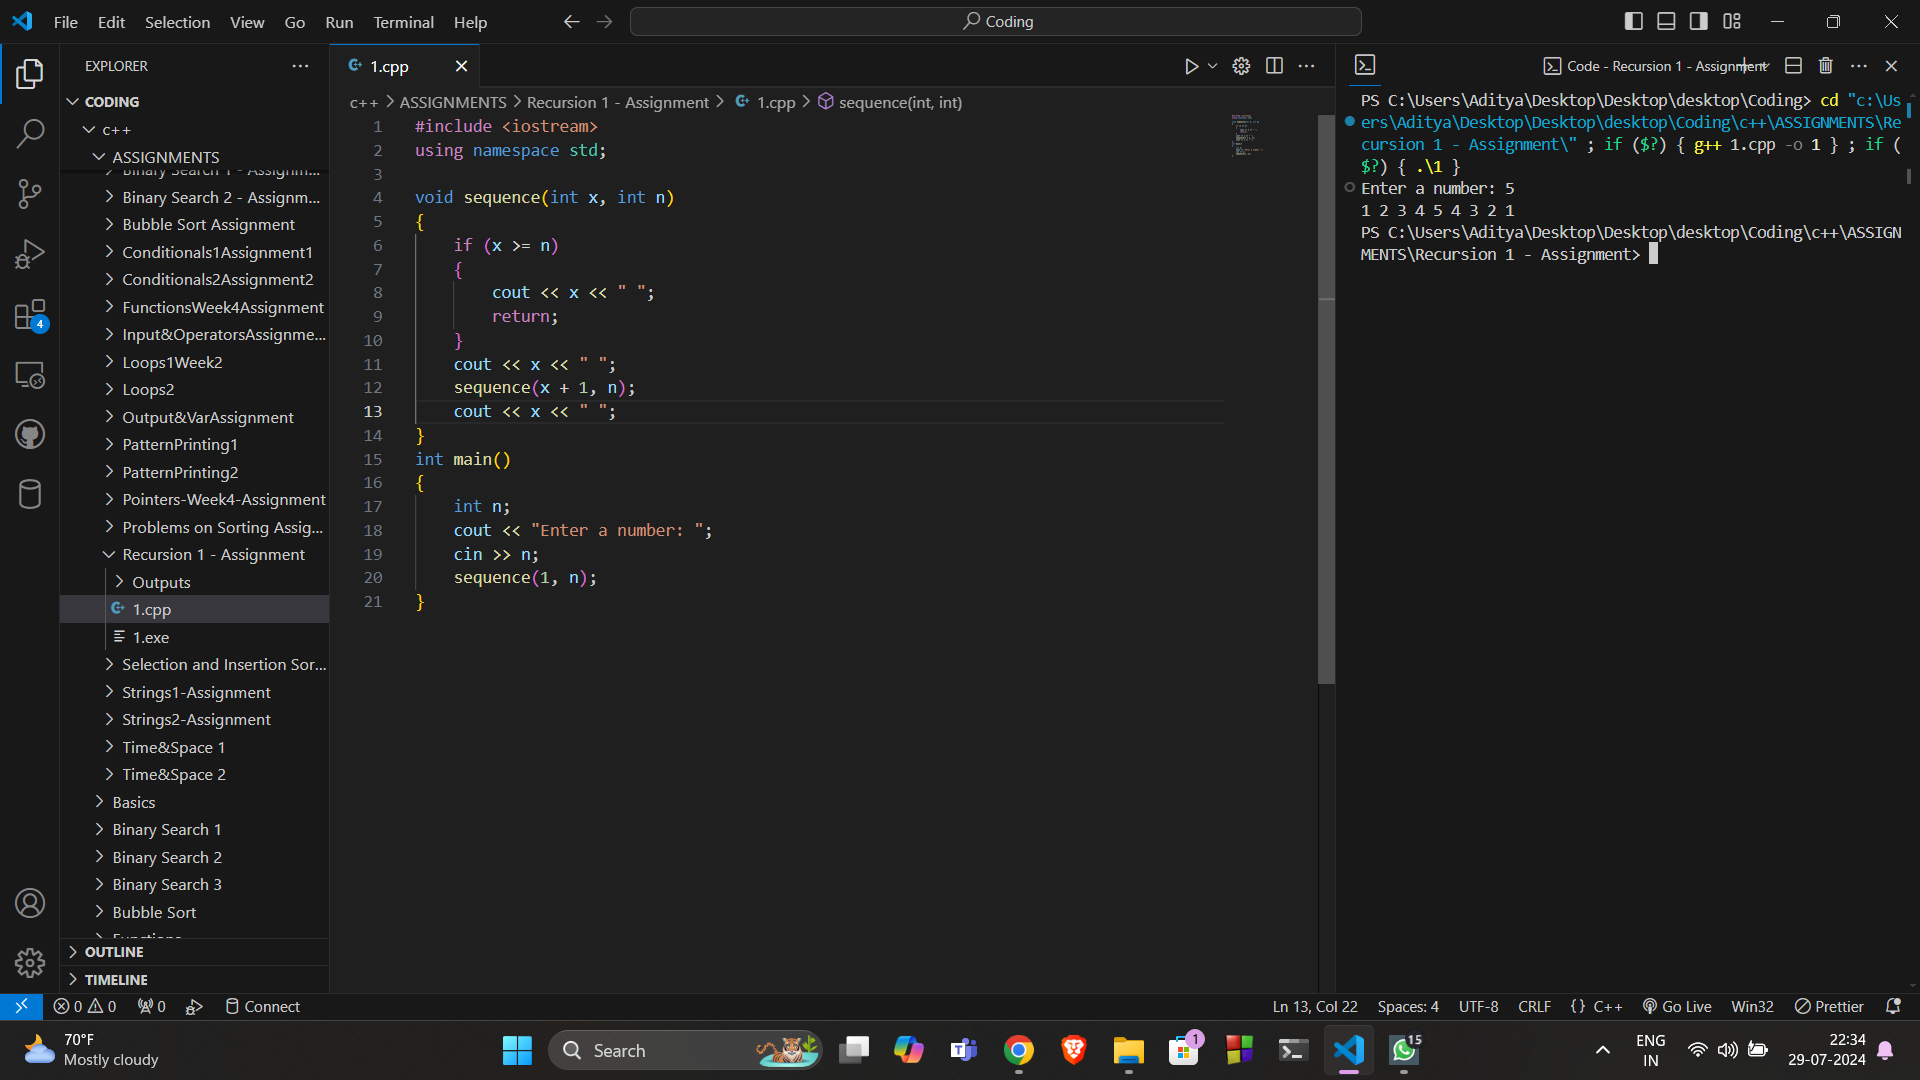 File Edit Selection View Go Run Terminal Help
Coding
EXPLORER
CODING
c++
ASSIGNMENTS
Binary Search 1 - Assignm...
Binary Search 2 - Assignm...
Bubble Sort Assignment
Conditionals1Assignment1
Conditionals2Assignment2
FunctionsWeek4Assignment
Input&OperatorsAssignme...
Loops1Week2
Loops2
Output&VarAssignment
PatternPrinting1
PatternPrinting2
Pointers-Week4-Assignment
Problems on Sorting Assig...
Recursion 1 - Assignment
Outputs
1.cpp
1.exe
Selection and Insertion Sor...
Strings1-Assignment
Strings2-Assignment
Time&Space 1
Time&Space 2
Basics
Binary Search 1
Binary Search 2
Binary Search 3
Bubble Sort
Functions
OUTLINE
TIMELINE
4
1.cpp
c++ > ASSIGNMENTS > Recursion 1 - Assignment > 1.cpp > sequence(int, int)
1 #include <iostream>
2 using namespace std;
3
4 void sequence(int x, int n)
5 {
6 if (x >= n)
7 {
8 cout << x << " ";
9 return;
10 }
11 cout << x << " ";
12 sequence(x + 1, n);
13 cout << x << " ";
14 }
15 int main()
16 {
17 int n;
18 cout << "Enter a number: ";
19 cin >> n;
20 sequence(1, n);
21 }
Code - Recursion 1 - Assignment
PS C:\Users\Aditya\Desktop\Desktop\desktop\Coding> cd "c:\Us
ers\Aditya\Desktop\Desktop\desktop\Coding\c++\ASSIGNMENTS\Re
cursion 1 - Assignment\" ; if ($?) { g++ 1.cpp -o 1 } ; if (
$?) { .\1 }
Enter a number: 5
1 2 3 4 5 4 3 2 1
PS C:\Users\Aditya\Desktop\Desktop\desktop\Coding\c++\ASSIGN
MENTS\Recursion 1 - Assignment>
0 0 0 Connect
Ln 13, Col 22 Spaces: 4 UTF-8 CRLF {} C++ Go Live Win32 Prettier
70°F
Mostly cloudy
Search
1
15
ENG
IN
22:34
29-07-2024